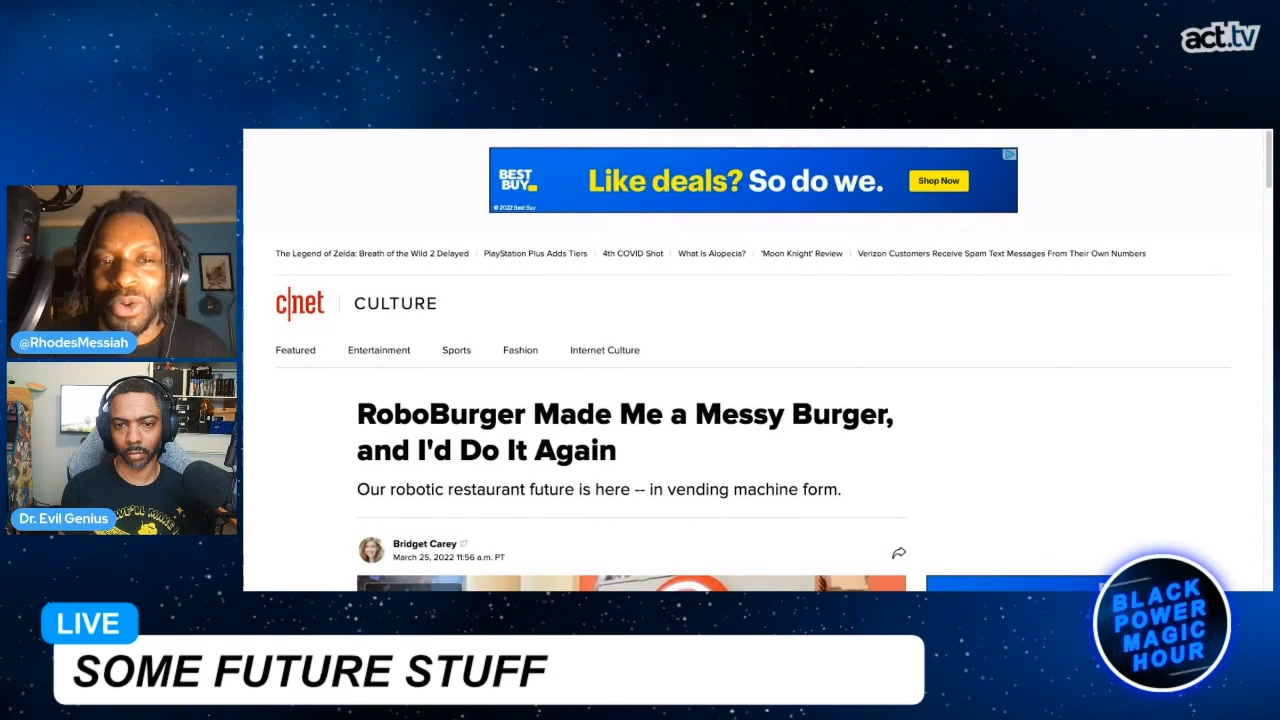 act.tv
BEST
BUY
© 2022 Best Buy
Like deals? So do we.
Shop Now
The Legend of Zelda: Breath of the Wild 2 Delayed
PlayStation Plus Adds Tiers
4th COVID Shot
What Is Alopecia?
'Moon Knight' Review
Verizon Customers Receive Spam Text Messages From Their Own Numbers
c|net
CULTURE
Featured
Entertainment
Sports
Fashion
Internet Culture
RoboBurger Made Me a Messy Burger,
and I'd Do It Again
Our robotic restaurant future is here -- in vending machine form.
Bridget Carey
March 25, 2022 11:56 a.m. PT
@RhodesMessiah
WE'LL MAKE
Dr. Evil Genius
LIVE
SOME FUTURE STUFF
BLACK
POWER
MAGIC
HOUR